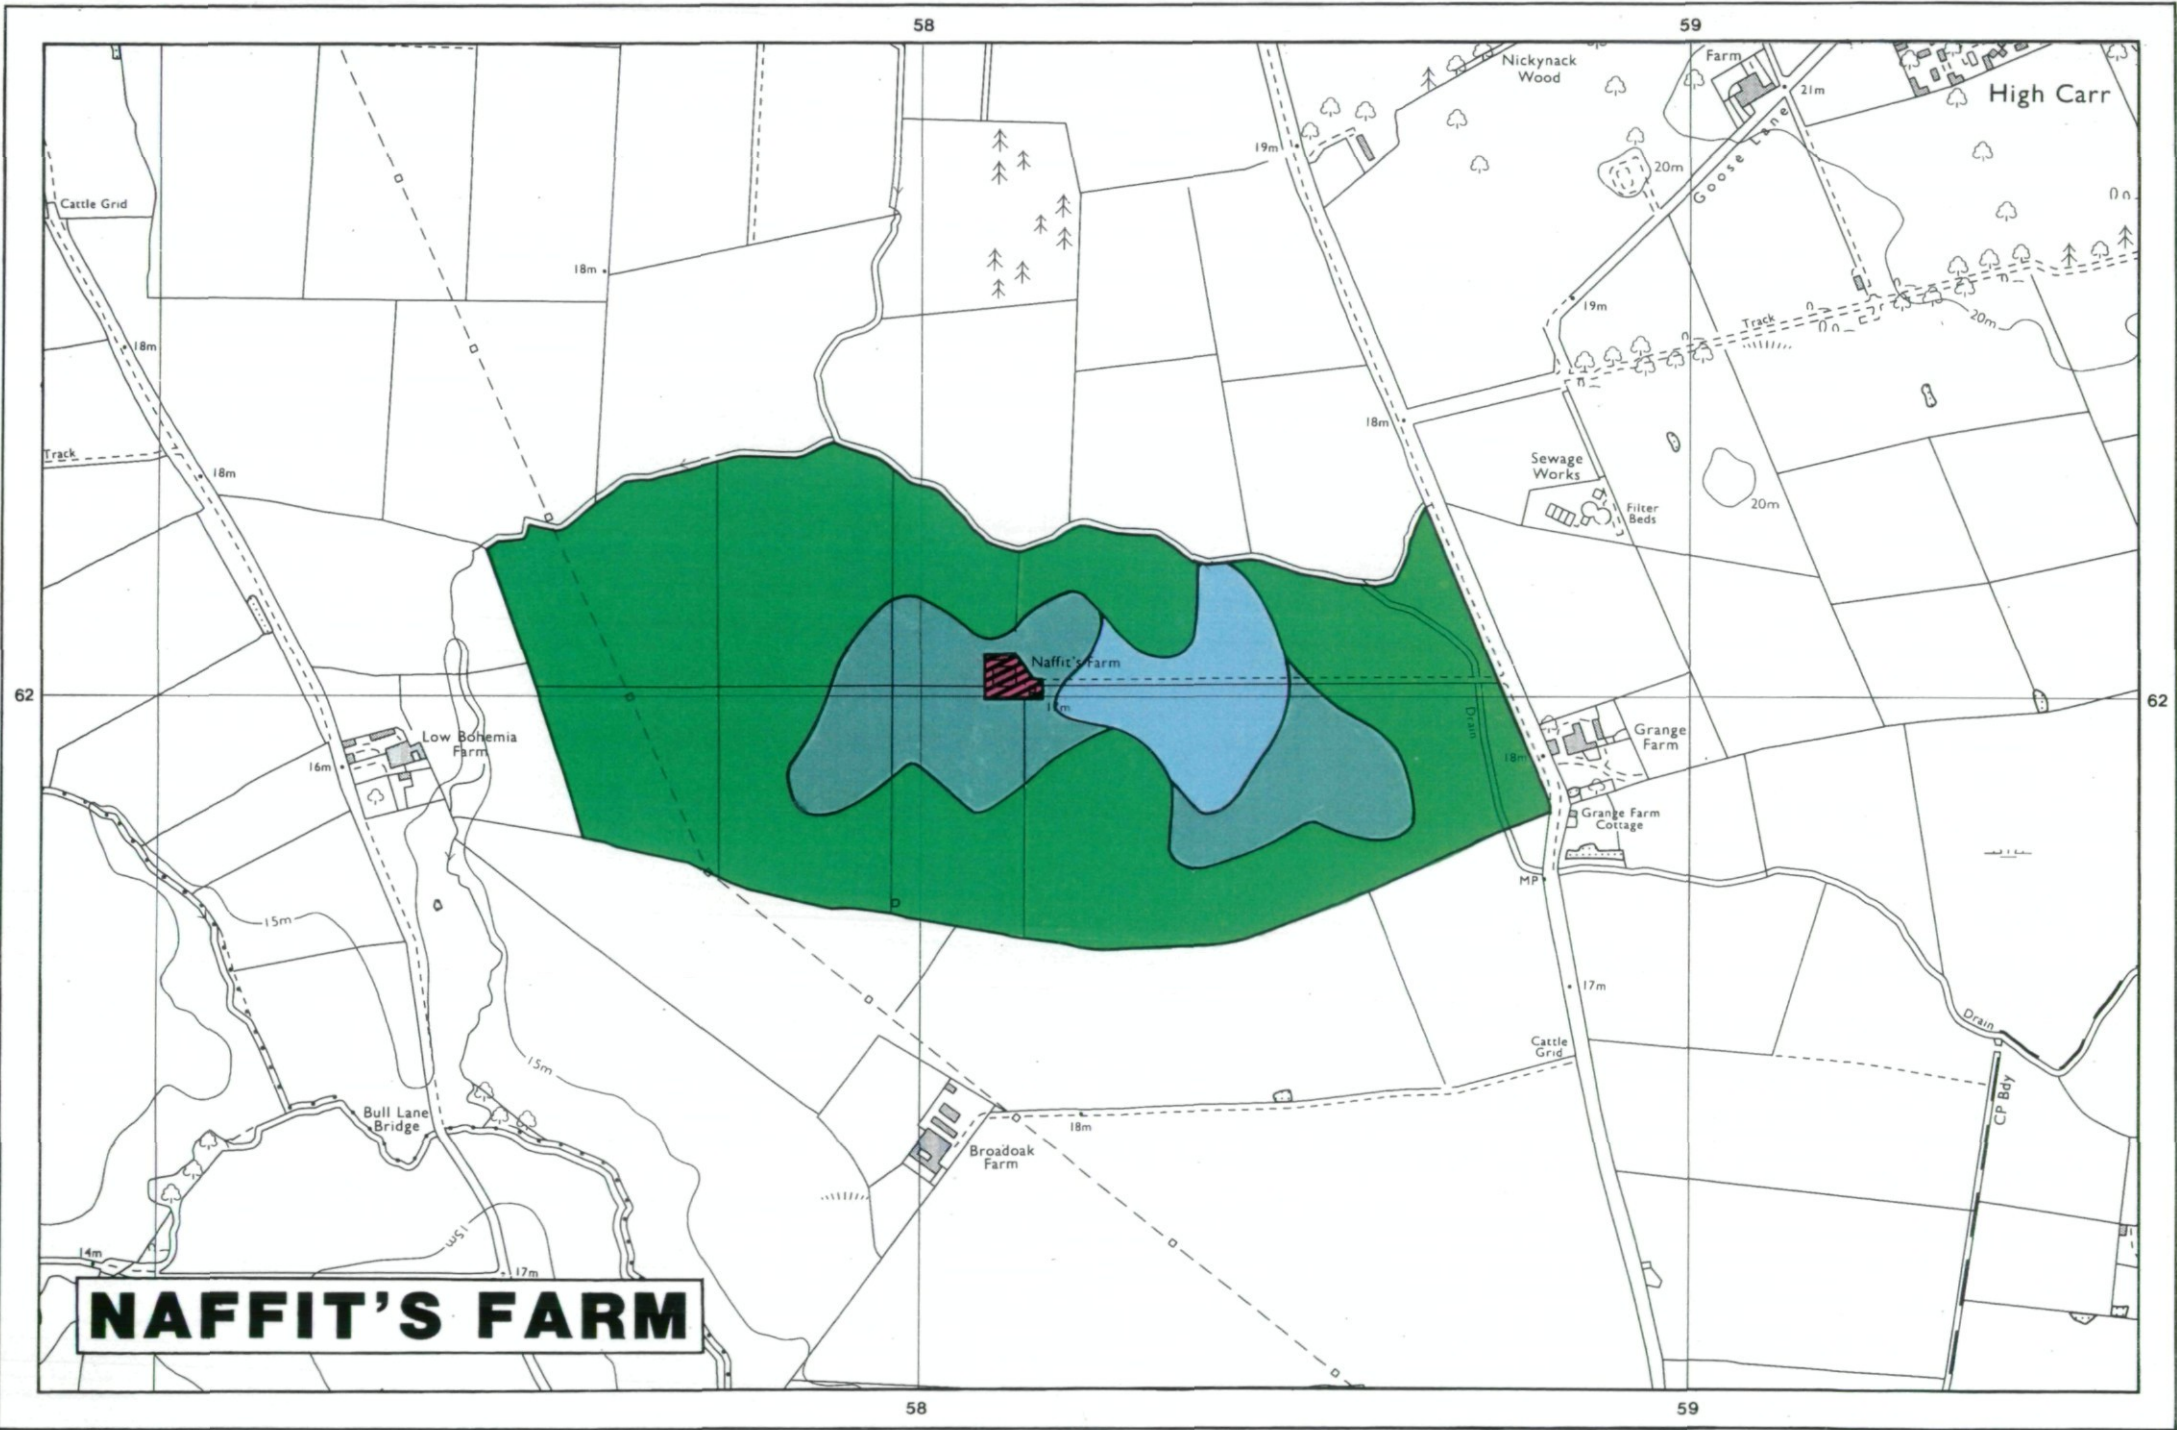 58
59
Nickynack
Wood
Farm
21m
High Carr
19m
20m
Goose Lane
Cattle Grid
18m
19m
Track
20m
18m
18m
Track
18m
Sewage
Works
Filter
Beds
20m
62
Naffit's Farm
62
Drain
Low Bohemia
Farm
16m
Grange
Farm
18m
Grange Farm
Cottage
MP
15m
17m
Drain
Cattle
Grid
15m
CP Bdy
Bull Lane
Bridge
18m
Broadoak
Farm
15m
14m
17m
NAFFIT'S FARM
58
59